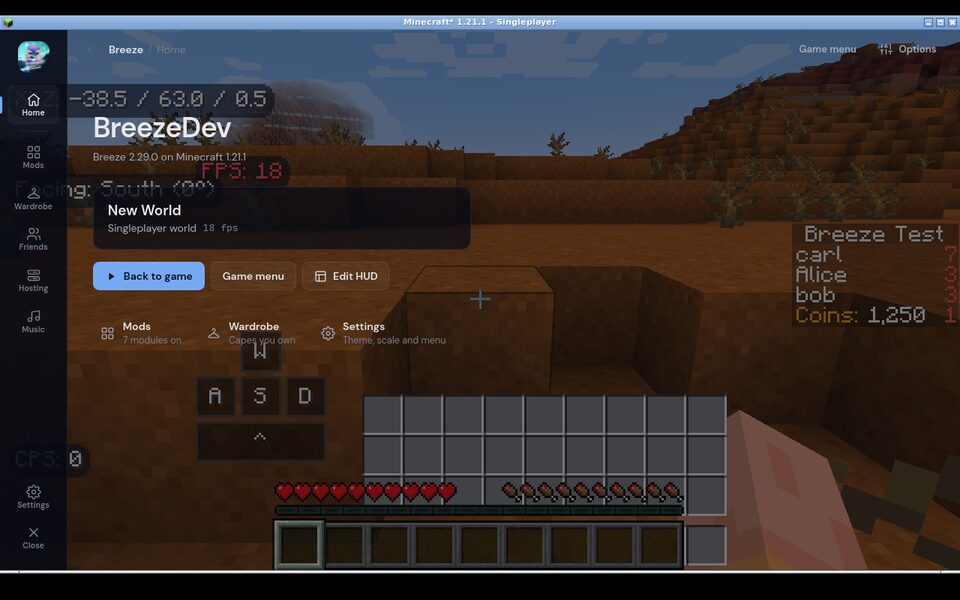 Minecraft* 1.21.1 - Singleplayer
Breeze / Home
Game menu
Options
-38.5 / 63.0 / 0.5
Home
BreezeDev
Breeze 2.29.0 on Minecraft 1.21.1
FPS: 18
Mods
Facing: South (0°)
Wardrobe
New World
Singleplayer world 18 fps
Friends
Breeze Test
carl 7
Alice 3
bob 3
Coins: 1,250 1
Hosting
Back to game
Game menu
Edit HUD
Music
Mods
7 modules on
Wardrobe
Capes you own
Settings
Theme, scale and menu
W
A S D
^
CPS: 0
Settings
Close